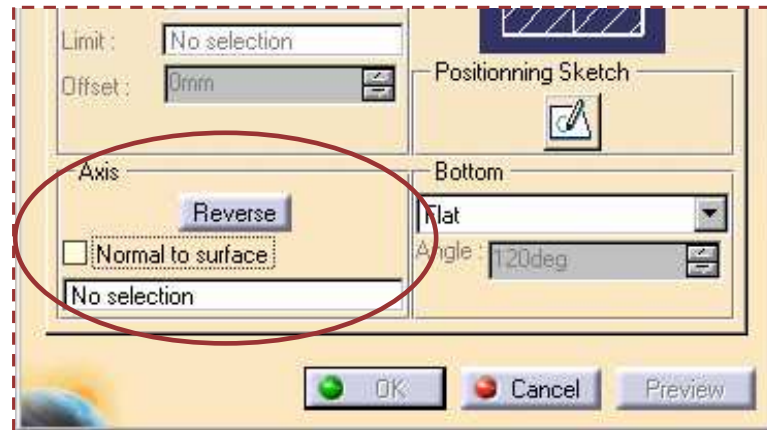 Limit : No selection
Offset : 0mm
Positionning Sketch
Axis
Reverse
Normal to surface
No selection
Bottom
Flat
Angle : 120deg
OK Cancel Preview